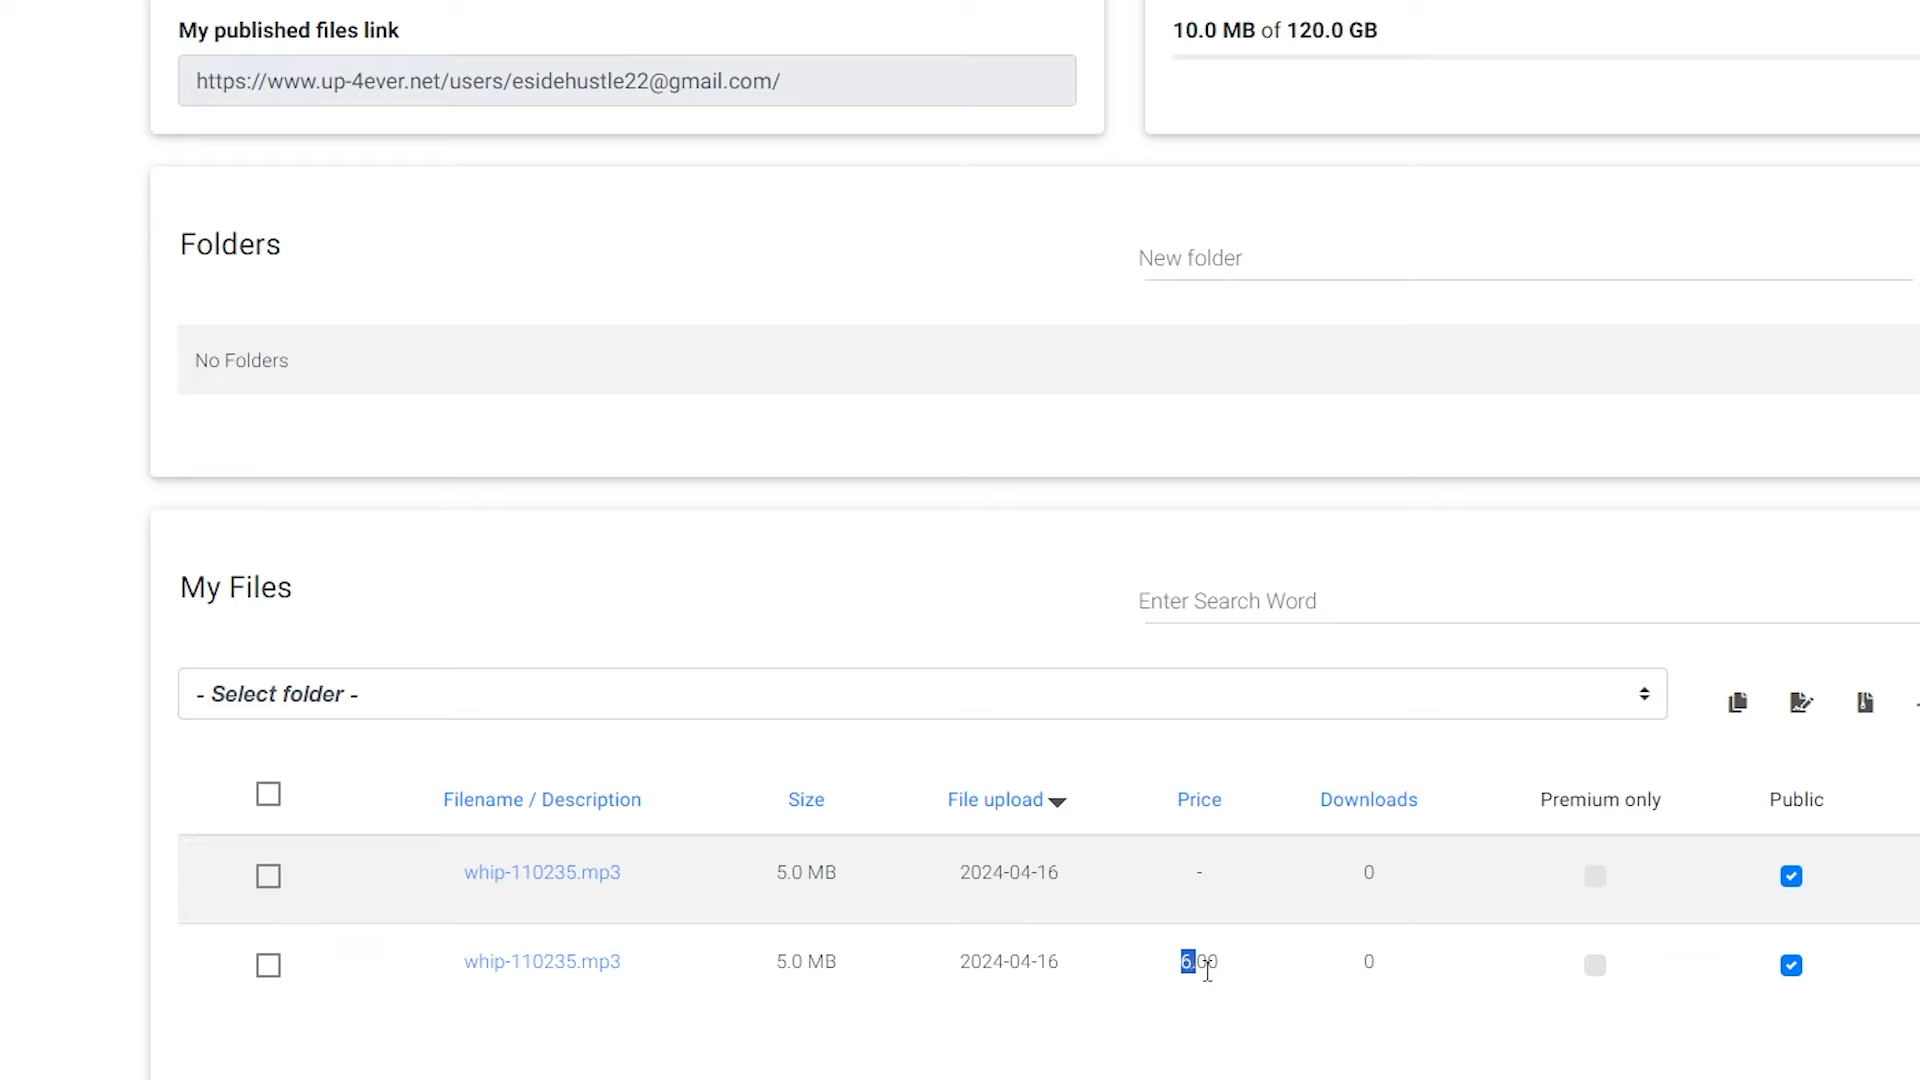 My published files link
https://www.up-4ever.net/users/esidehustle22@gmail.com/
10.0 MB of 120.0 GB
Folders
New folder
No Folders
My Files
Enter Search Word
- Select folder -
Filename / Description Size File upload Price Downloads Premium only Public
whip-110235.mp3 5.0 MB 2024-04-16 - 0
whip-110235.mp3 5.0 MB 2024-04-16 6.00 0